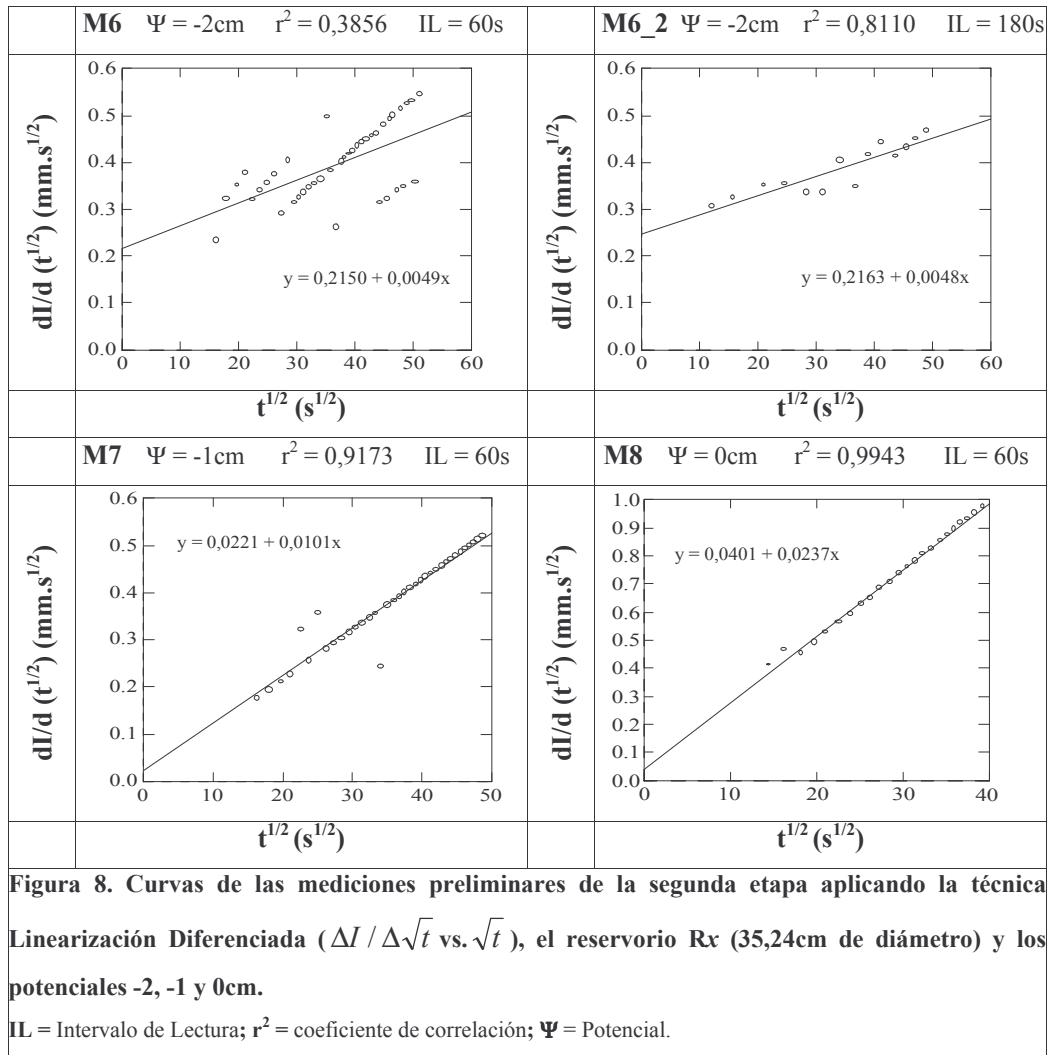 M6 Ψ = -2cm r² = 0,3856 IL = 60s
M6_2 Ψ = -2cm r² = 0,8110 IL = 180s
dI/d (t^1/2) (mm.s^1/2)
0.6
0.5
0.4
0.3
0.2
0.1
0.0
y = 0,2150 + 0,0049x
0 10 20 30 40 50 60
t^1/2 (s^1/2)
dI/d (t^1/2) (mm.s^1/2)
0.6
0.5
0.4
0.3
0.2
0.1
0.0
y = 0,2163 + 0,0048x
0 10 20 30 40 50 60
t^1/2 (s^1/2)
M7 Ψ = -1cm r² = 0,9173 IL = 60s
M8 Ψ = 0cm r² = 0,9943 IL = 60s
dI/d (t^1/2) (mm.s^1/2)
0.6
0.5
0.4
0.3
0.2
0.1
0.0
y = 0,0221 + 0,0101x
0 10 20 30 40 50
t^1/2 (s^1/2)
dI/d (t^1/2) (mm.s^1/2)
1.0
0.9
0.8
0.7
0.6
0.5
0.4
0.3
0.2
0.1
0.0
y = 0,0401 + 0,0237x
0 10 20 30 40
t^1/2 (s^1/2)
Figura 8. Curvas de las mediciones preliminares de la segunda etapa aplicando la técnica
Linearización Diferenciada ( ΔI / Δ√t vs. √t ), el reservorio Rx (35,24cm de diámetro) y los
potenciales -2, -1 y 0cm.
IL = Intervalo de Lectura; r² = coeficiente de correlación; Ψ = Potencial.